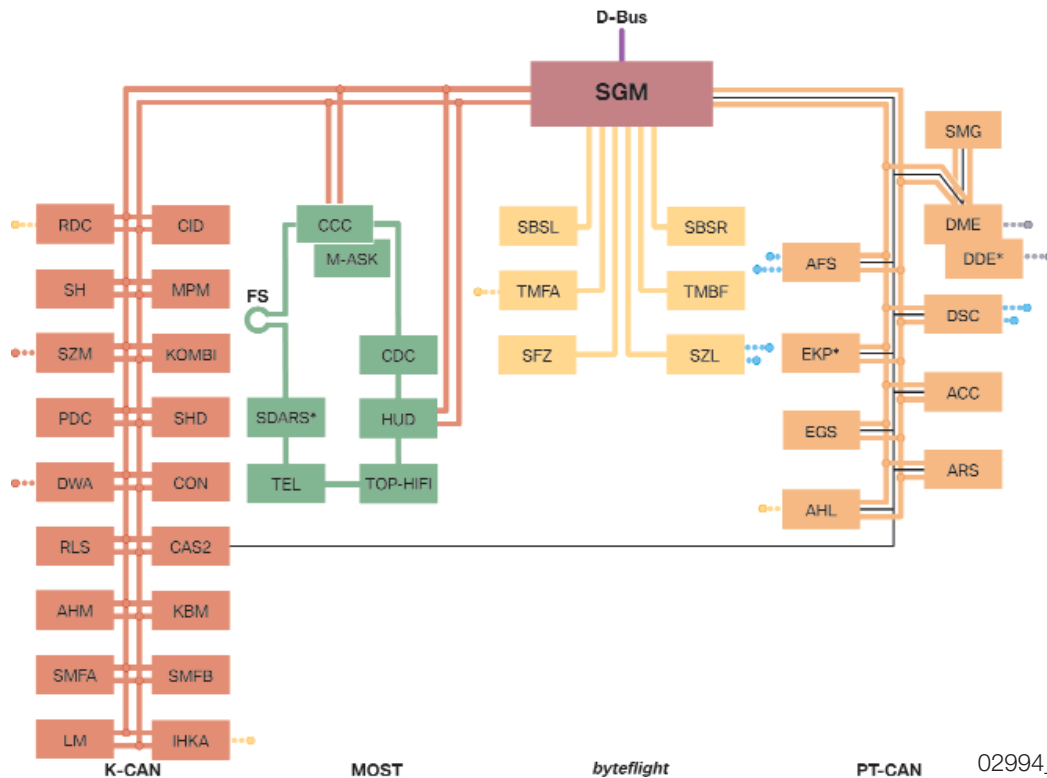 D-Bus
SGM
SMG
RDC
CID
CCC
M-ASK
SBSL
SBSR
DME
DDE*
AFS
SH
MPM
FS
TMFA
TMBF
DSC
SZM
KOMBI
CDC
SFZ
SZL
EKP*
PDC
SHD
SDARS*
HUD
EGS
ACC
DWA
CON
TEL
TOP-HIFI
AHL
ARS
RLS
CAS2
AHM
KBM
SMFA
SMFB
LM
IHKA
K-CAN
MOST
byteflight
PT-CAN
02994_